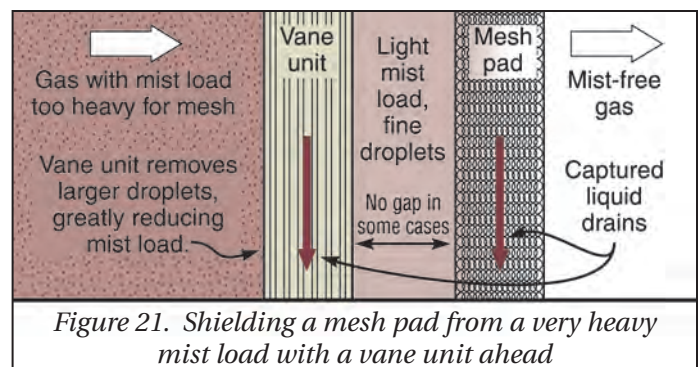 Gas with mist load
too heavy for mesh
Vane unit removes
larger droplets,
greatly reducing
mist load.
Vane
unit
Light
mist
load,
fine
droplets
No gap in
some cases
Mesh
pad
Mist-free
gas
Captured
liquid
drains
Figure 21. Shielding a mesh pad from a very heavy
mist load with a vane unit ahead